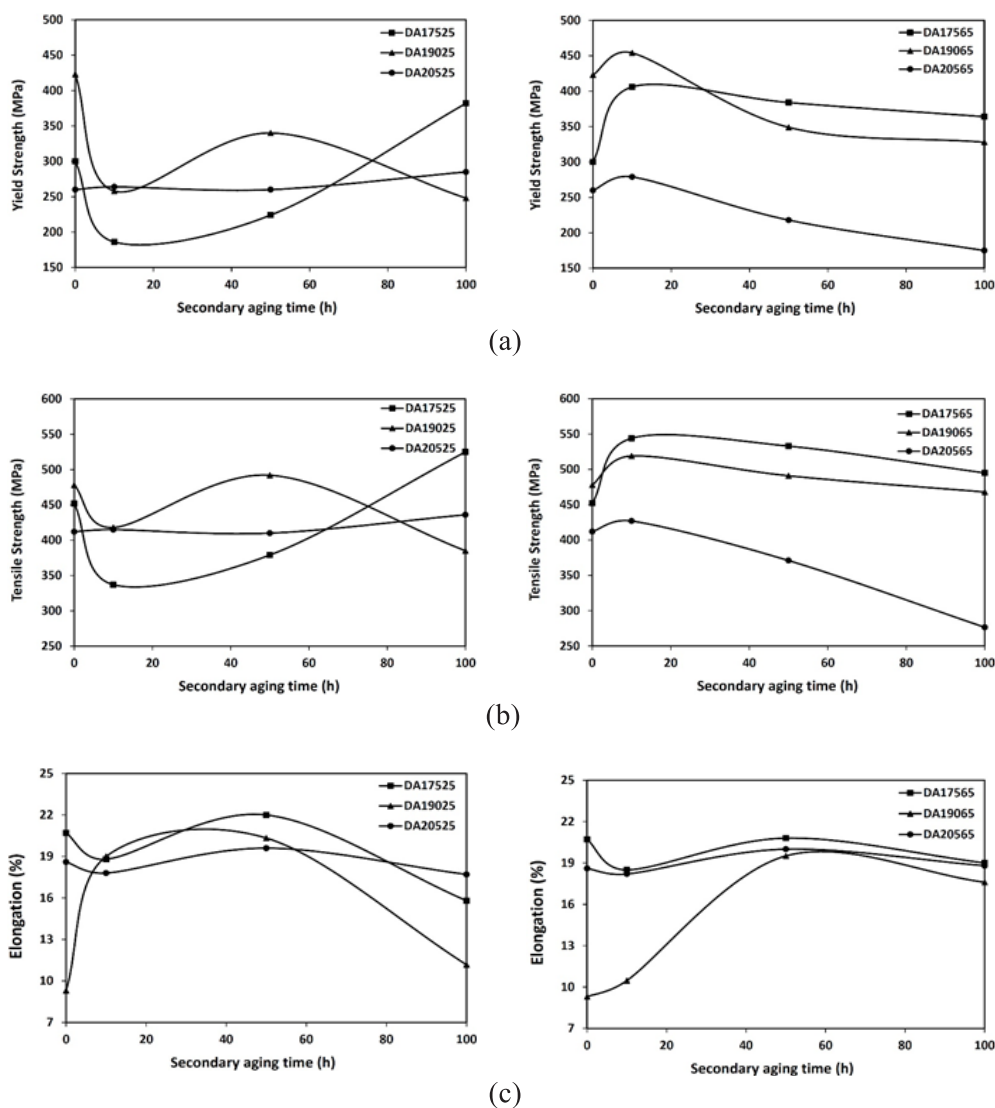 500
450
400
350
300
250
200
150
Yield Strength (MPa)
0 20 40 60 80 100
Secondary aging time (h)
DA17525
DA19025
DA20525
500
450
400
350
300
250
200
150
Yield Strength (MPa)
0 20 40 60 80 100
Secondary aging time (h)
DA17565
DA19065
DA20565
(a)
600
550
500
450
400
350
300
250
Tensile Strength (MPa)
0 20 40 60 80 100
Secondary aging time (h)
DA17525
DA19025
DA20525
600
550
500
450
400
350
300
250
Tensile Strength (MPa)
0 20 40 60 80 100
Secondary aging time (h)
DA17565
DA19065
DA20565
(b)
25
22
19
16
13
10
7
Elongation (%)
0 20 40 60 80 100
Secondary aging time (h)
DA17525
DA19025
DA20525
25
22
19
16
13
10
7
Elongation (%)
0 20 40 60 80 100
Secondary aging time (h)
DA17565
DA19065
DA20565
(c)